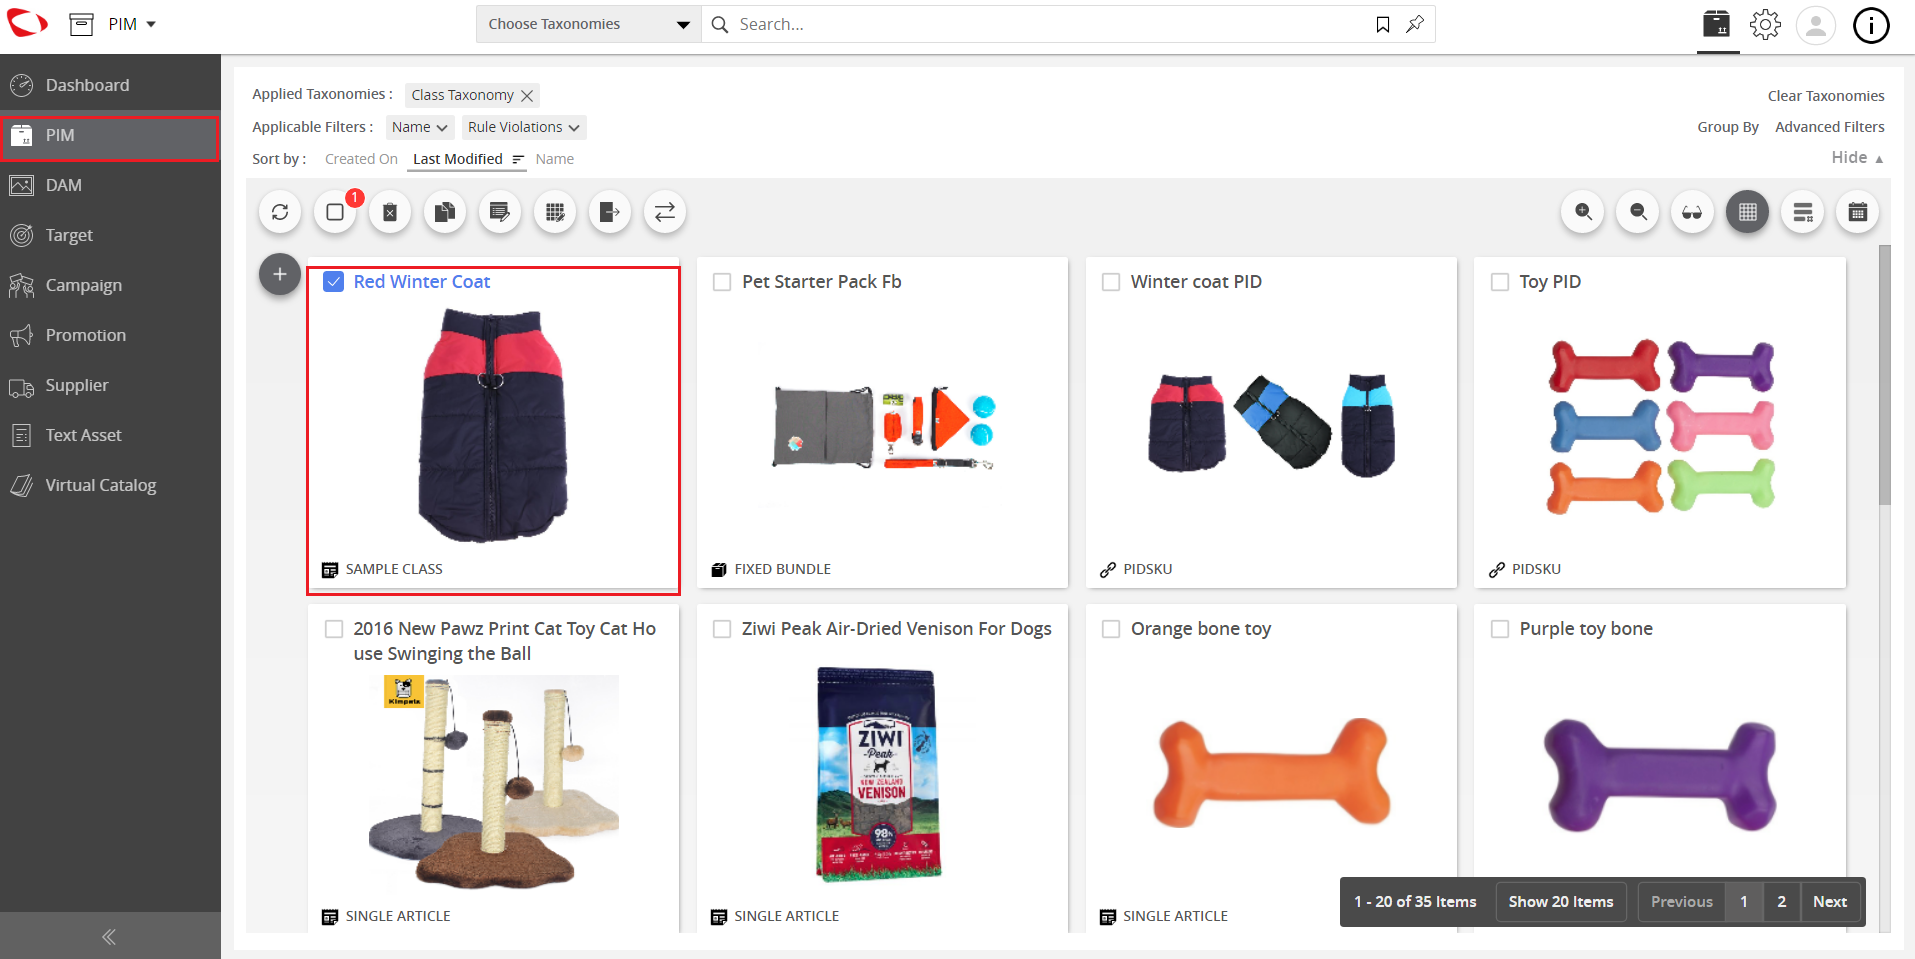 PIM
Choose Taxonomies
Search...
Dashboard
PIM
DAM
Target
Campaign
Promotion
Supplier
Text Asset
Virtual Catalog
Applied Taxonomies :
Class Taxonomy
Clear Taxonomies
Applicable Filters :
Name
Rule Violations
Group By
Advanced Filters
Sort by :
Created On
Last Modified
Name
Hide
1
Red Winter Coat
SAMPLE CLASS
Pet Starter Pack Fb
FIXED BUNDLE
Winter coat PID
PIDSKU
Toy PID
PIDSKU
2016 New Pawz Print Cat Toy Cat Ho
use Swinging the Ball
Kimpets
SINGLE ARTICLE
Ziwi Peak Air-Dried Venison For Dogs
ZIWI
Peak
NEW ZEALAND
VENISON
98%
SINGLE ARTICLE
Orange bone toy
SINGLE ARTICLE
Purple toy bone
1 - 20 of 35 Items
Show 20 Items
Previous
1
2
Next